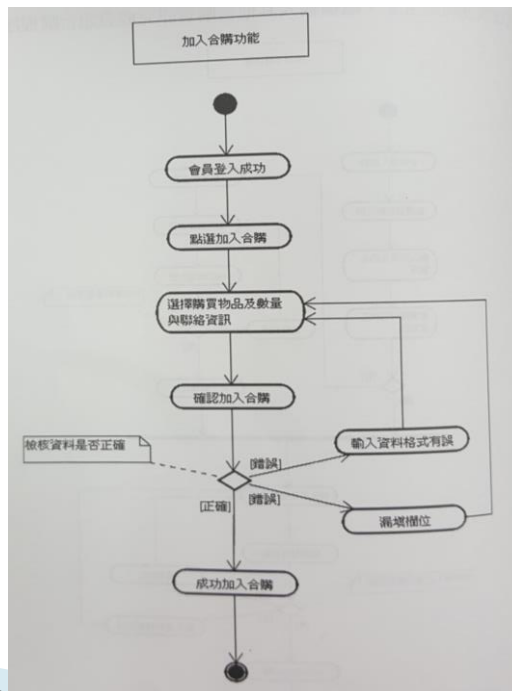 加入合購功能
會員登入成功
點選加入合購
選擇購買物品及數量
與聯絡資訊
確認加入合購
檢核資料是否正確
[錯誤]
輸入資料格式有誤
[正確]
[錯誤]
漏填欄位
成功加入合購